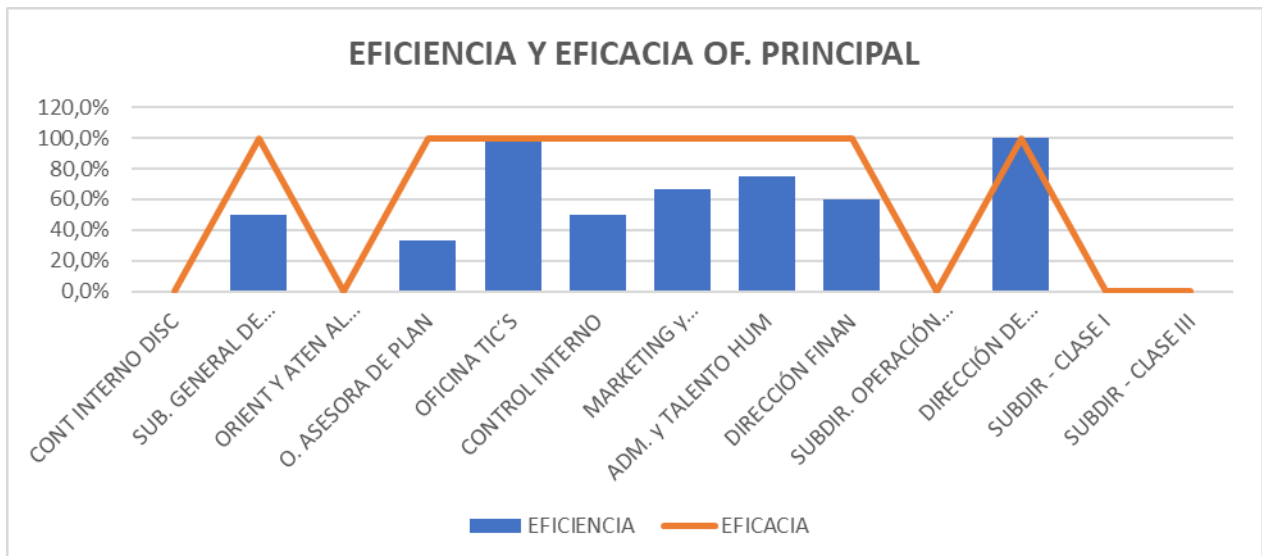 EFICIENCIA Y EFICACIA OF. PRINCIPAL
120,0%
100,0%
80,0%
60,0%
40,0%
20,0%
0,0%
CONT INTERNO DISC
SUB. GENERAL DE...
ORIENT Y ATEN AL...
O. ASESORA DE PLAN
OFICINA TIC´S
CONTROL INTERNO
MARKETING y...
ADM. y TALENTO HUM
DIRECCIÓN FINAN
SUBDIR. OPERACIÓN...
DIRECCIÓN DE...
SUBDIR - CLASE I
SUBDIR - CLASE III
EFICIENCIA
EFICACIA